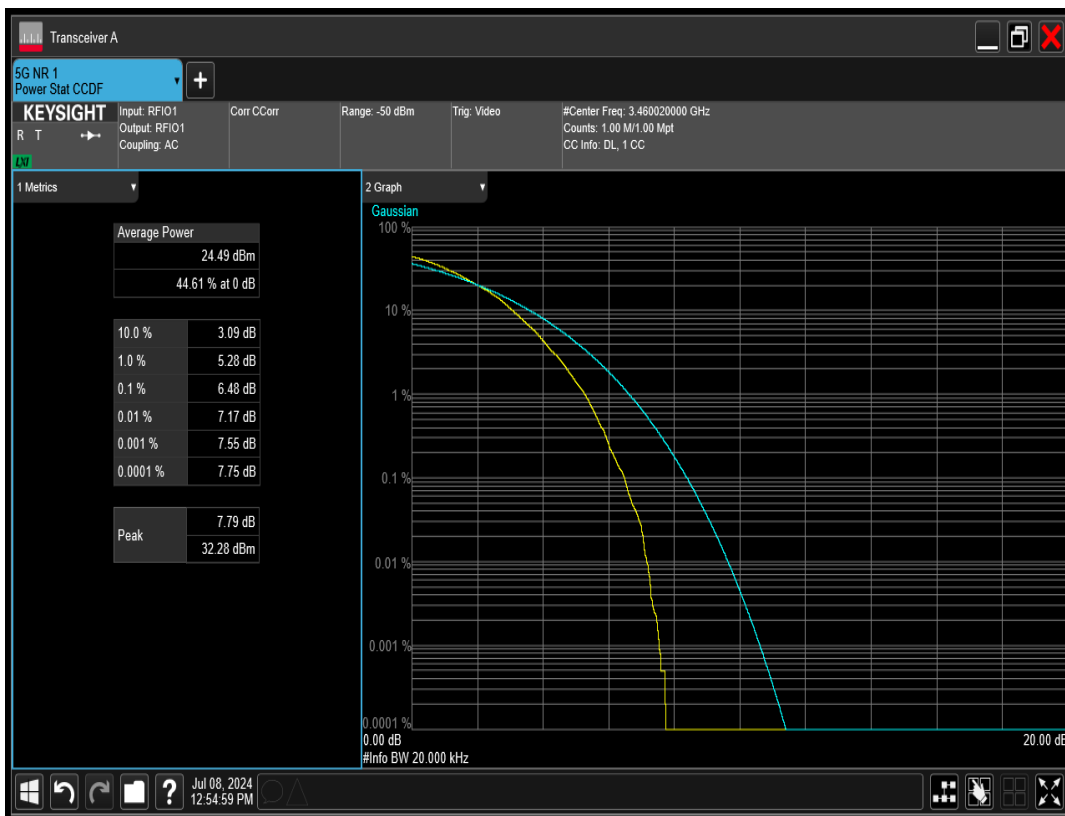 Transceiver A
5G NR 1
Power Stat CCDF
+
KEYSIGHT
R T
LXI
Input: RFIO1
Output: RFIO1
Coupling: AC
Corr CCorr
Range: -50 dBm
Trig: Video
#Center Freq: 3.460020000 GHz
Counts: 1.00 M/1.00 Mpt
CC Info: DL, 1 CC
1 Metrics
Average Power
24.49 dBm
44.61 % at 0 dB
10.0 % 3.09 dB
1.0 % 5.28 dB
0.1 % 6.48 dB
0.01 % 7.17 dB
0.001 % 7.55 dB
0.0001 % 7.75 dB
Peak
7.79 dB
32.28 dBm
2 Graph
Gaussian
100 %
10 %
1 %
0.1 %
0.01 %
0.001 %
0.0001 %
0.00 dB 20.00 dB
#Info BW 20.000 kHz
?
Jul 08, 2024
12:54:59 PM